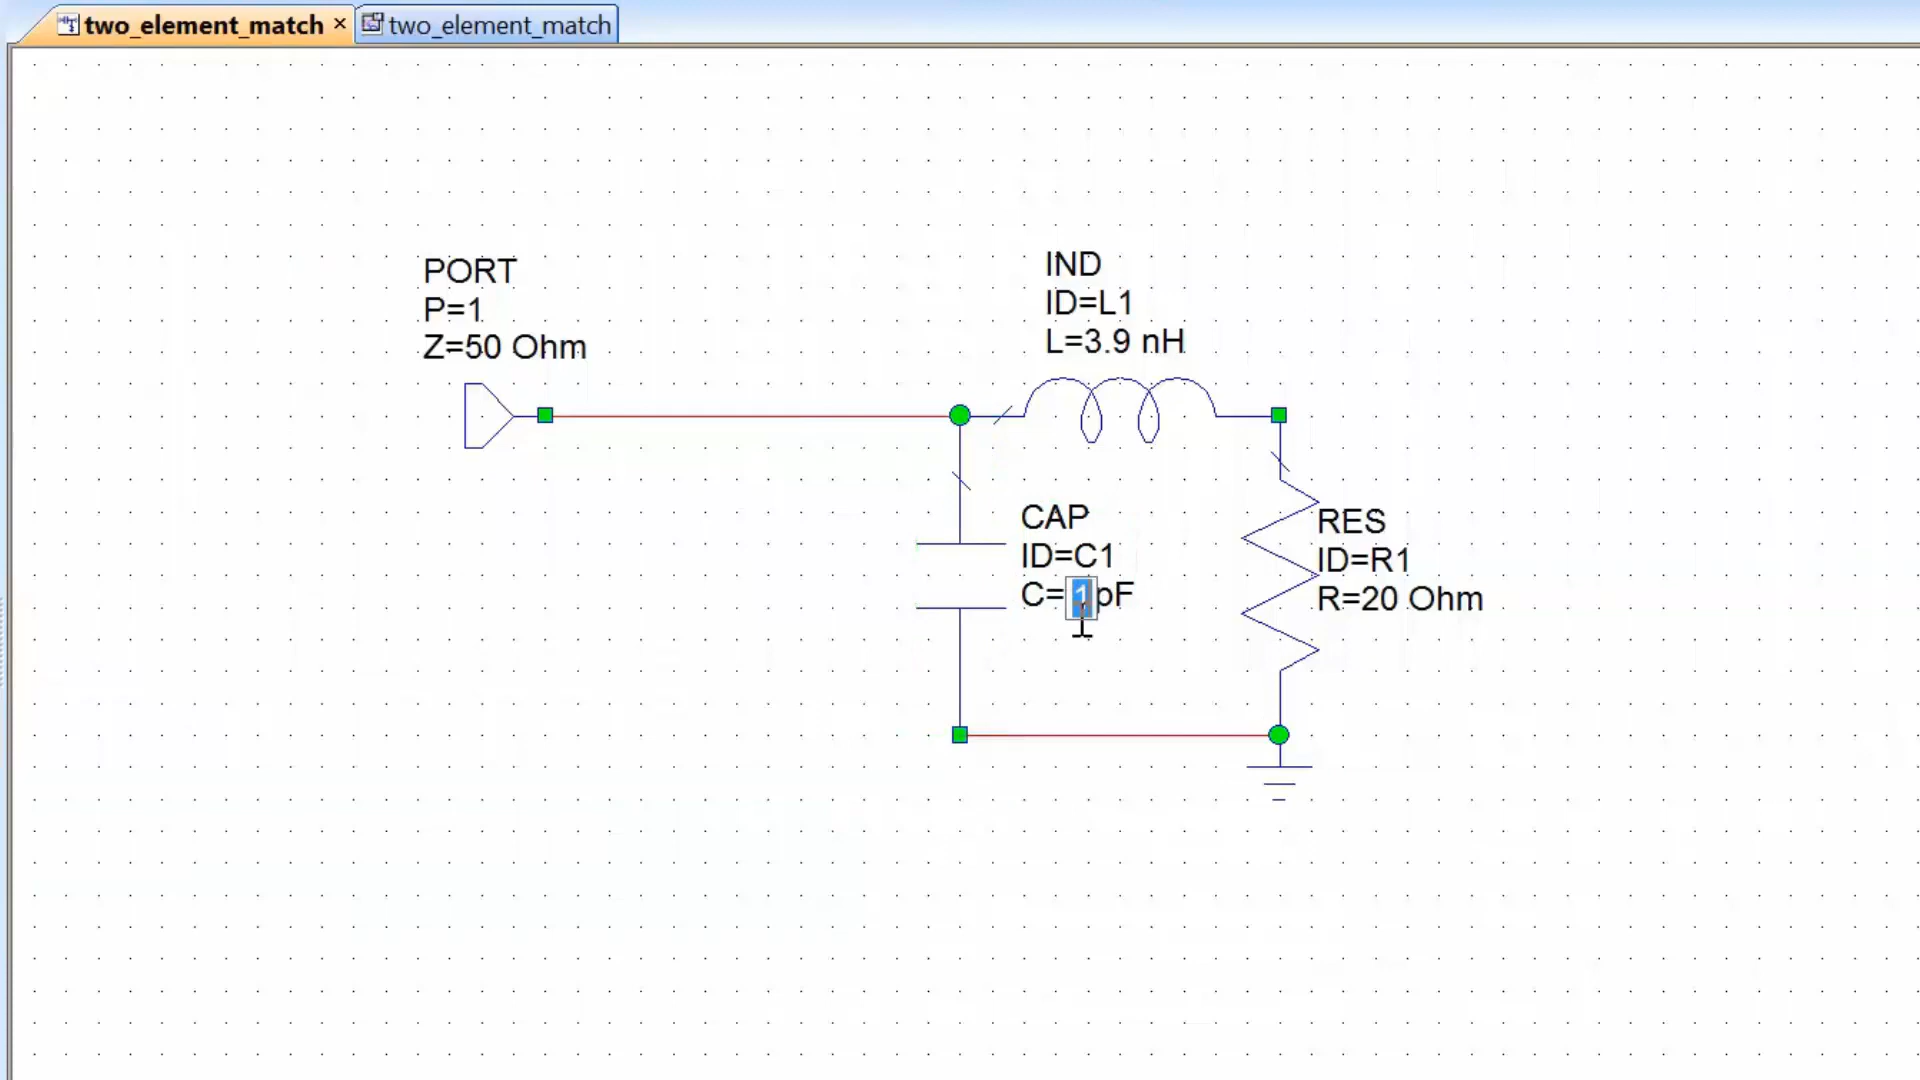 two_element_match
two_element_match
PORT
P=1
Z=50 Ohm
IND
ID=L1
L=3.9 nH
CAP
ID=C1
C=1pF
RES
ID=R1
R=20 Ohm